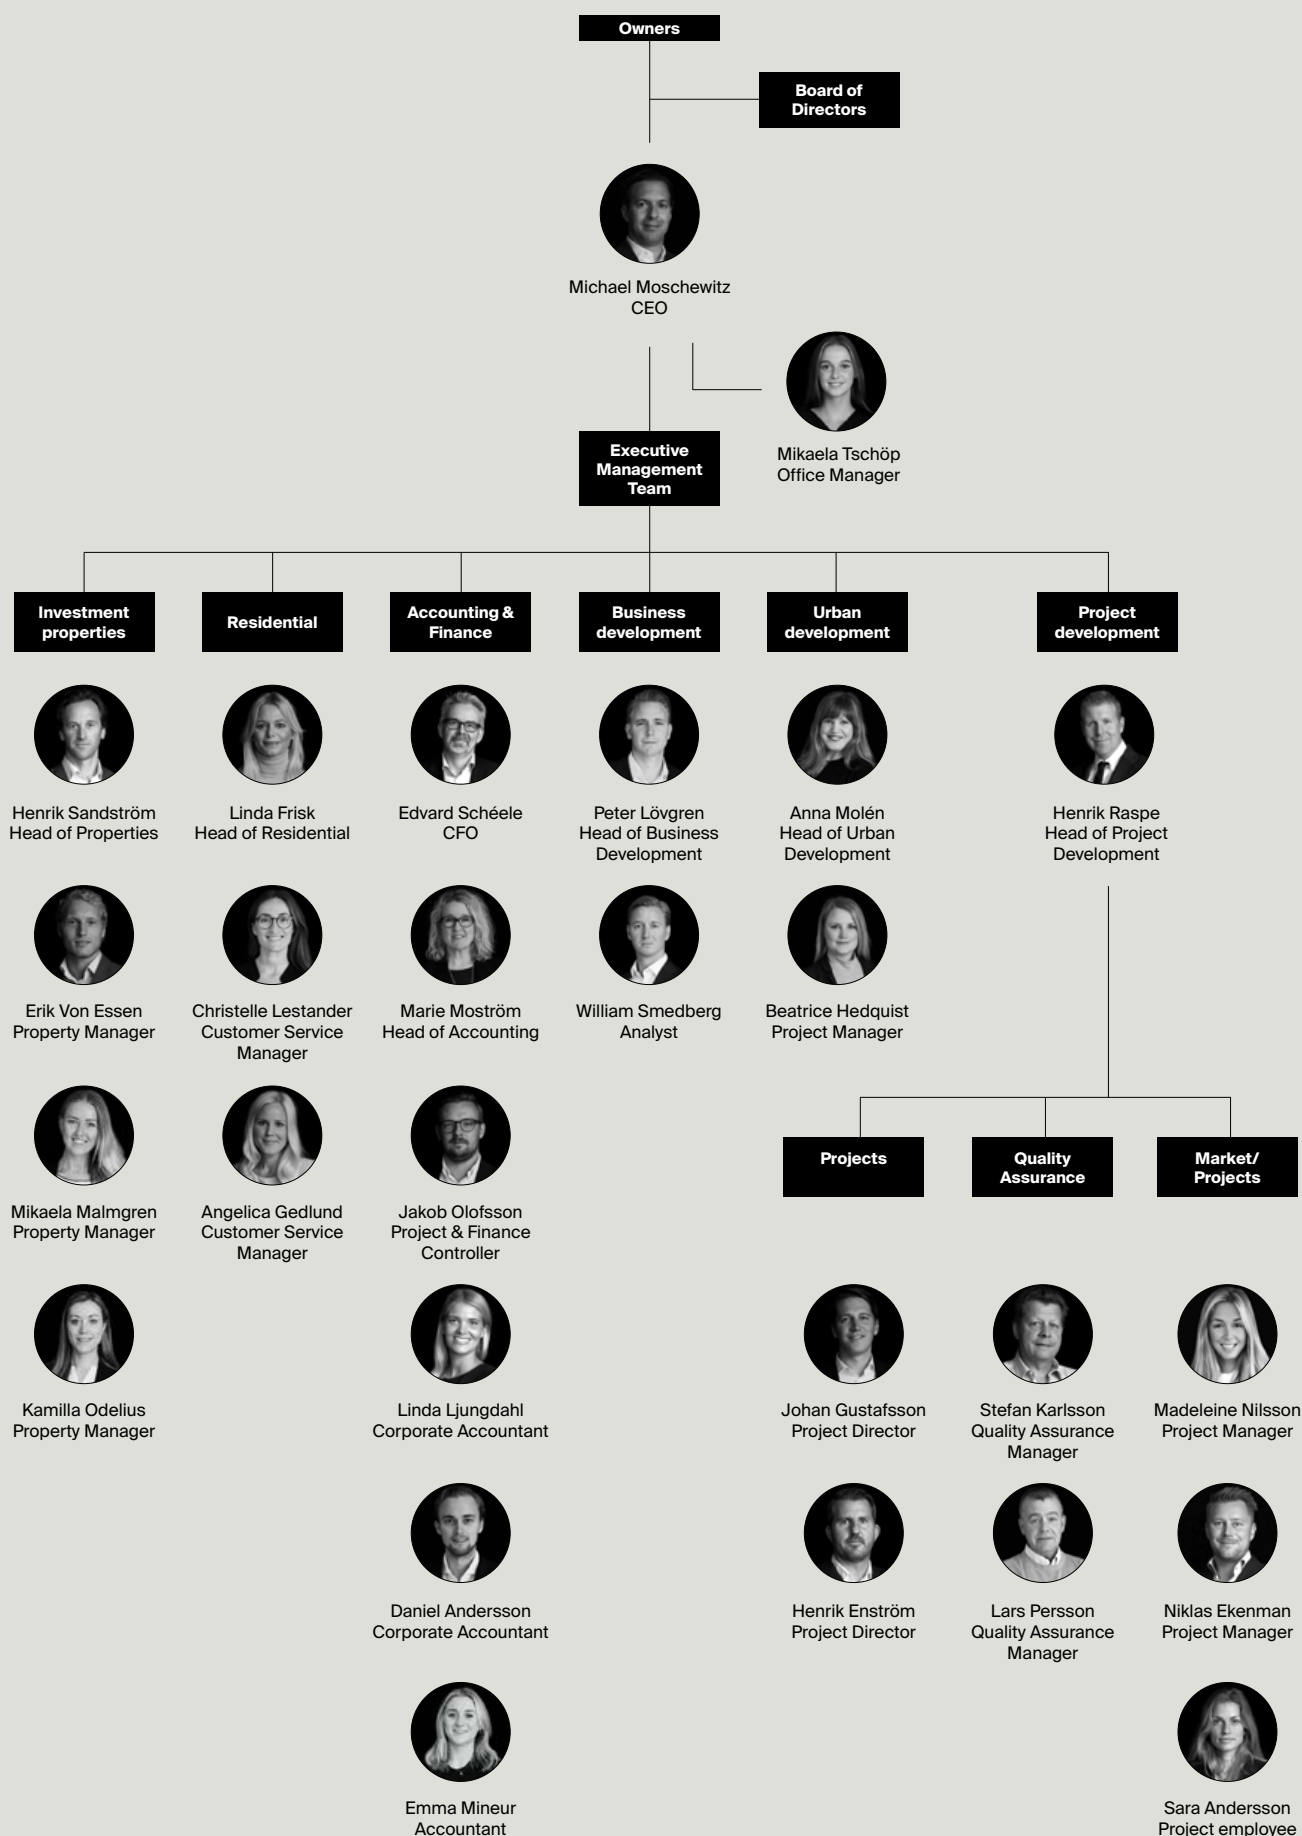 Owners
Board of
Directors
Michael Moschewitz
CEO
Mikaela Tschöp
Office Manager
Executive
Management
Team
Investment
properties
Residential
Accounting &
Finance
Business
development
Urban
development
Project
development
Henrik Sandström
Head of Properties
Linda Frisk
Head of Residential
Edvard Schéele
CFO
Peter Lövgren
Head of Business
Development
Anna Molén
Head of Urban
Development
Henrik Raspe
Head of Project
Development
Erik Von Essen
Property Manager
Christelle Lestander
Customer Service
Manager
Marie Moström
Head of Accounting
William Smedberg
Analyst
Beatrice Hedquist
Project Manager
Projects
Quality
Assurance
Market/
Projects
Mikaela Malmgren
Property Manager
Angelica Gedlund
Customer Service
Manager
Jakob Olofsson
Project & Finance
Controller
Kamilla Odelius
Property Manager
Linda Ljungdahl
Corporate Accountant
Johan Gustafsson
Project Director
Stefan Karlsson
Quality Assurance
Manager
Madeleine Nilsson
Project Manager
Daniel Andersson
Corporate Accountant
Henrik Enström
Project Director
Lars Persson
Quality Assurance
Manager
Niklas Ekenman
Project Manager
Emma Mineur
Accountant
Sara Andersson
Project employee